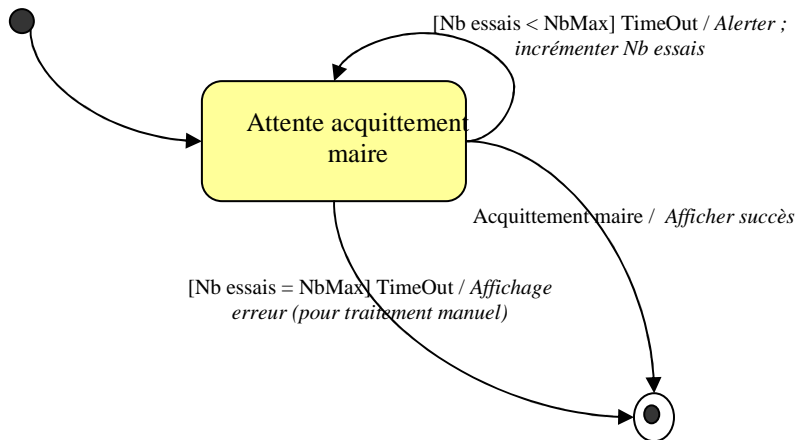 [Nb essais < NbMax] TimeOut / Alerter ;
incrémenter Nb essais
Attente acquittement
maire
Acquittement maire /  Afficher succès
[Nb essais = NbMax] TimeOut / Affichage
erreur (pour traitement manuel)